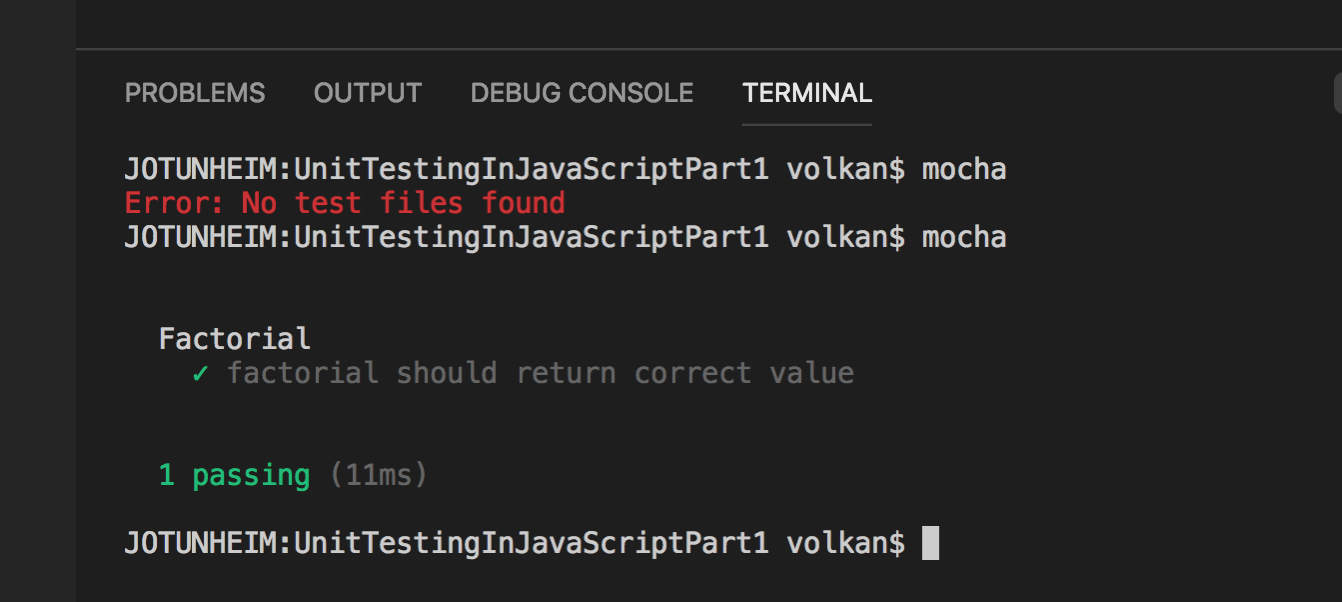 PROBLEMS OUTPUT DEBUG CONSOLE TERMINAL
JOTUNHEIM:UnitTestingInJavaScriptPart1 volkan$ mocha
Error: No test files found
JOTUNHEIM:UnitTestingInJavaScriptPart1 volkan$ mocha
Factorial
✓ factorial should return correct value
1 passing (11ms)
JOTUNHEIM:UnitTestingInJavaScriptPart1 volkan$